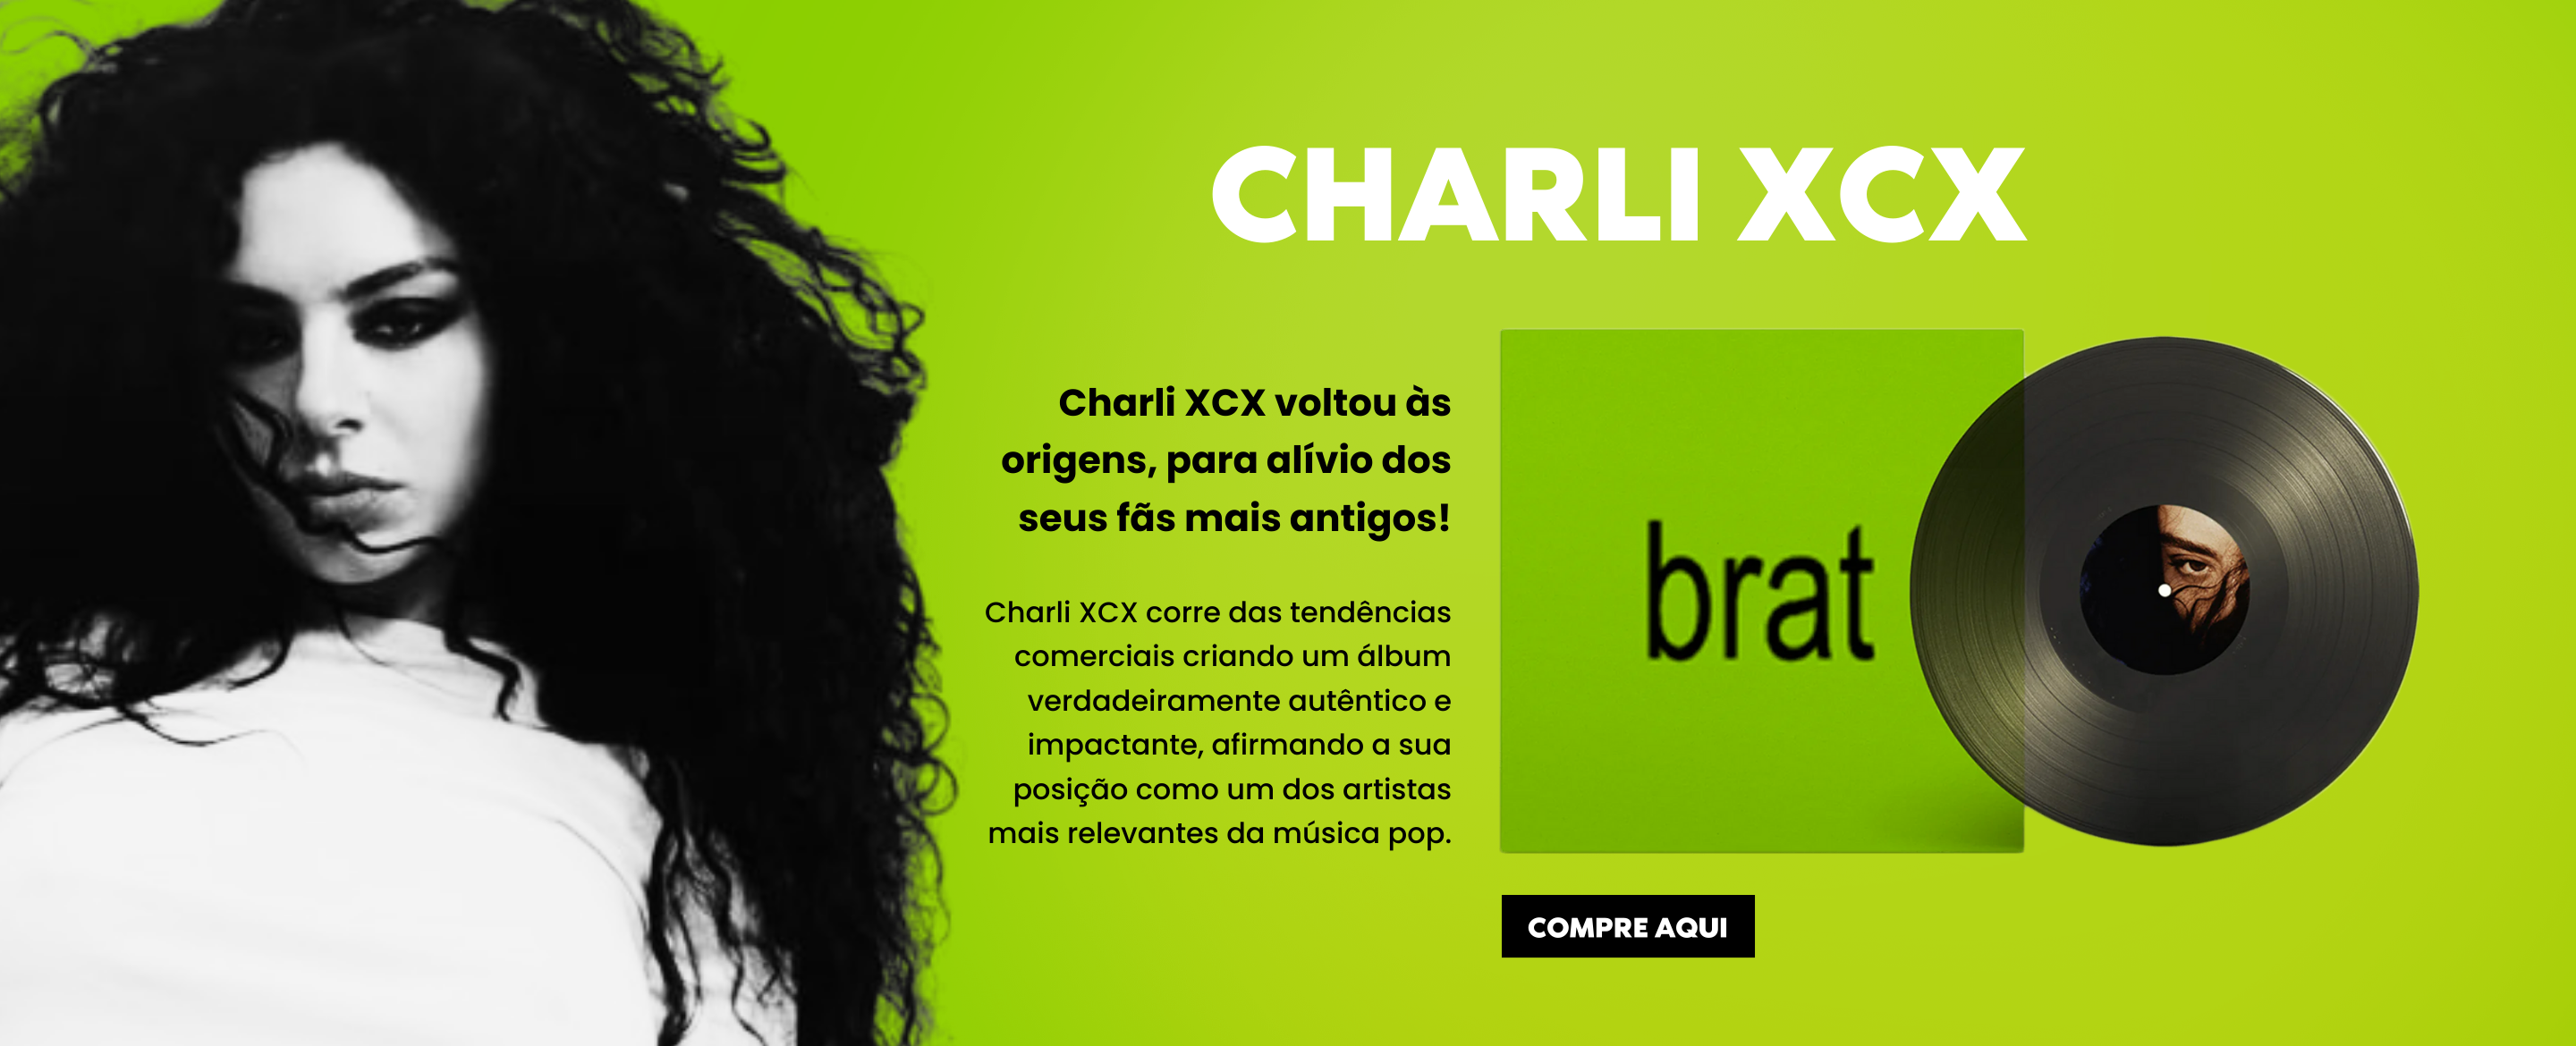 CHARLI XCX
Charli XCX voltou às
origens, para alívio dos
seus fãs mais antigos!
Charli XCX corre das tendências
comerciais criando um álbum
verdadeiramente autêntico e
impactante, afirmando a sua
posição como um dos artistas
mais relevantes da música pop.
brat
COMPRE AQUI